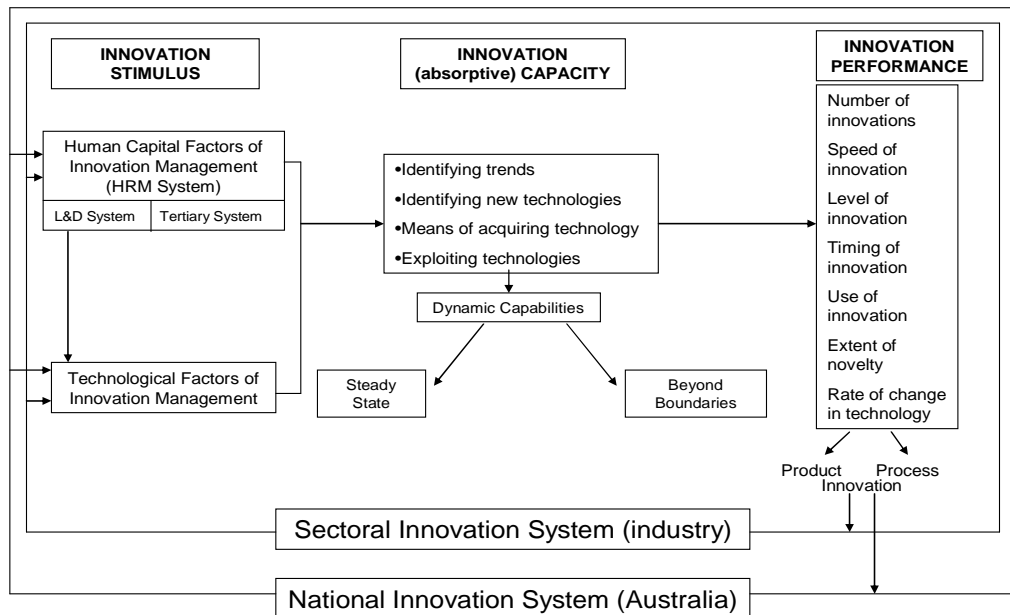 INNOVATION
STIMULUS
INNOVATION
(absorptive) CAPACITY
INNOVATION
PERFORMANCE
Human Capital Factors of
Innovation Management
(HRM System)
L&D System
Tertiary System
Technological Factors of
Innovation Management
•Identifying trends
•Identifying new technologies
•Means of acquiring technology
•Exploiting technologies
Dynamic Capabilities
Steady
State
Beyond
Boundaries
Number of
innovations
Speed of
innovation
Level of
innovation
Timing of
innovation
Use of
innovation
Extent of
novelty
Rate of change
in technology
Product
Process
Innovation
Sectoral Innovation System (industry)
National Innovation System (Australia)